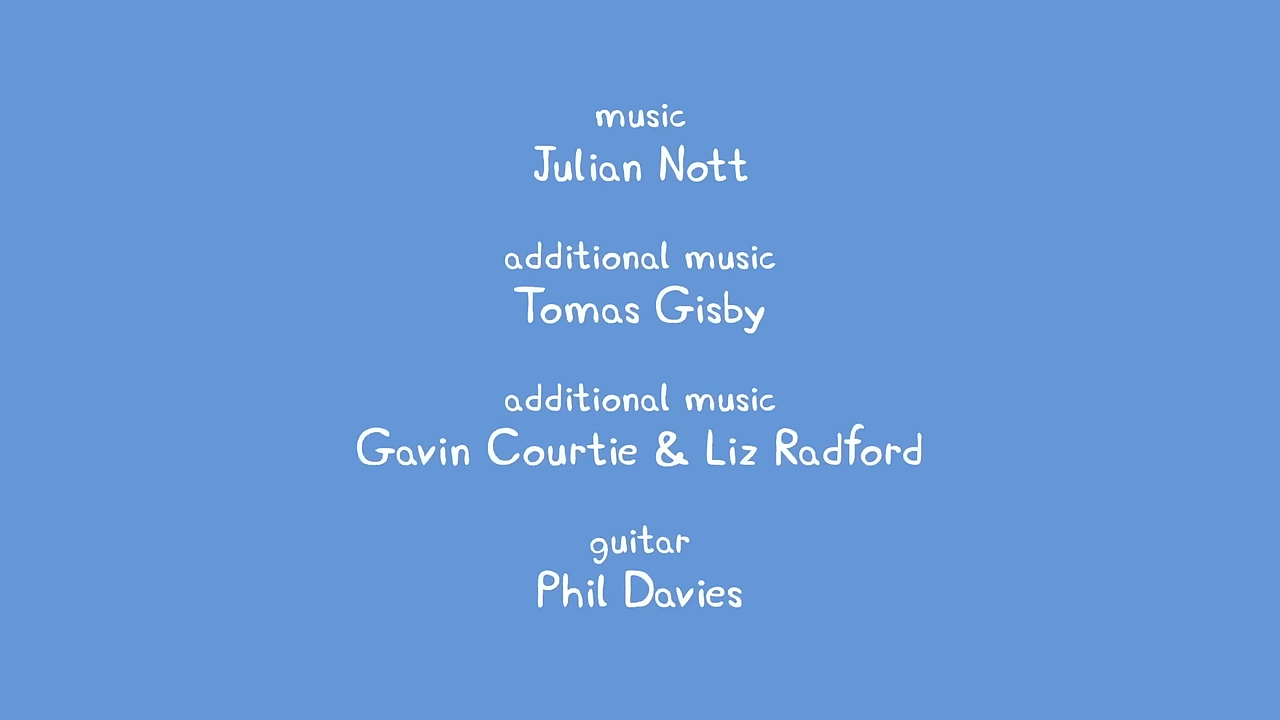 music
Julian Nott
additional music
Tomas Gisby
additional music
Gavin Courtie & Liz Radford
guitar
Phil Davies